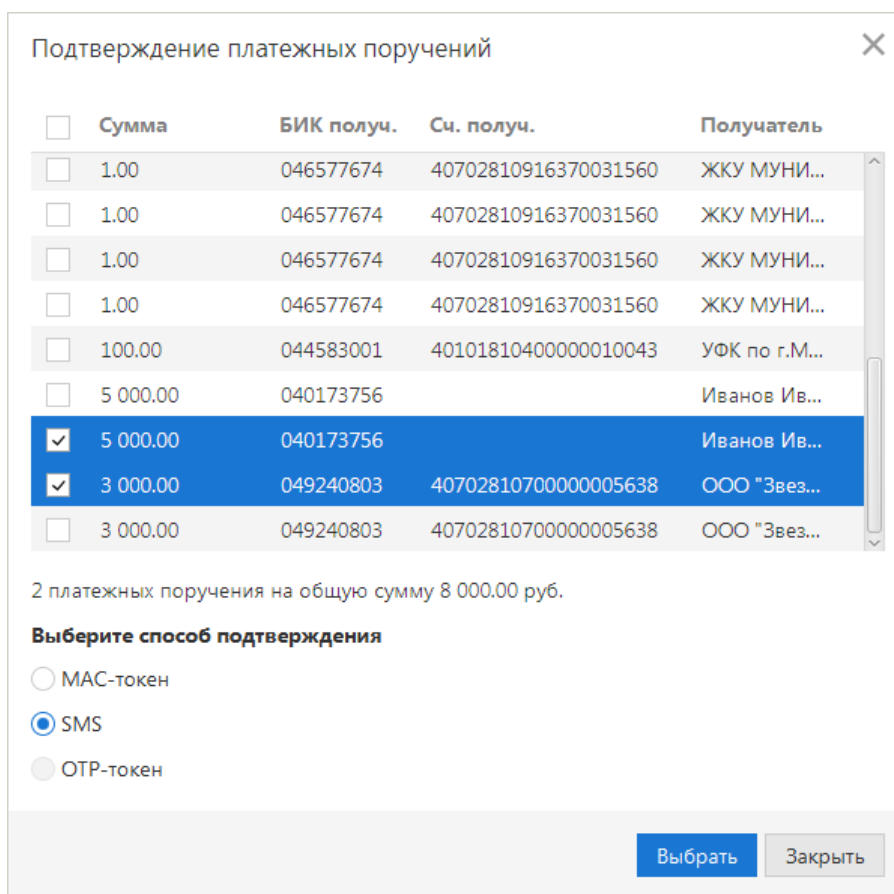 Подтверждение платежных поручений
Сумма БИК получ. Сч. получ. Получатель
1.00 046577674 40702810916370031560 ЖКУ МУНИ...
1.00 046577674 40702810916370031560 ЖКУ МУНИ...
1.00 046577674 40702810916370031560 ЖКУ МУНИ...
1.00 046577674 40702810916370031560 ЖКУ МУНИ...
100.00 044583001 40101810400000010043 УФК по г.М...
5 000.00 040173756 Иванов Ив...
5 000.00 040173756 Иванов Ив...
3 000.00 049240803 40702810700000005638 ООО "Звез...
3 000.00 049240803 40702810700000005638 ООО "Звез...
2 платежных поручения на общую сумму 8 000.00 руб.
Выберите способ подтверждения
MAC-токен
SMS
OTP-токен
Выбрать Закрыть